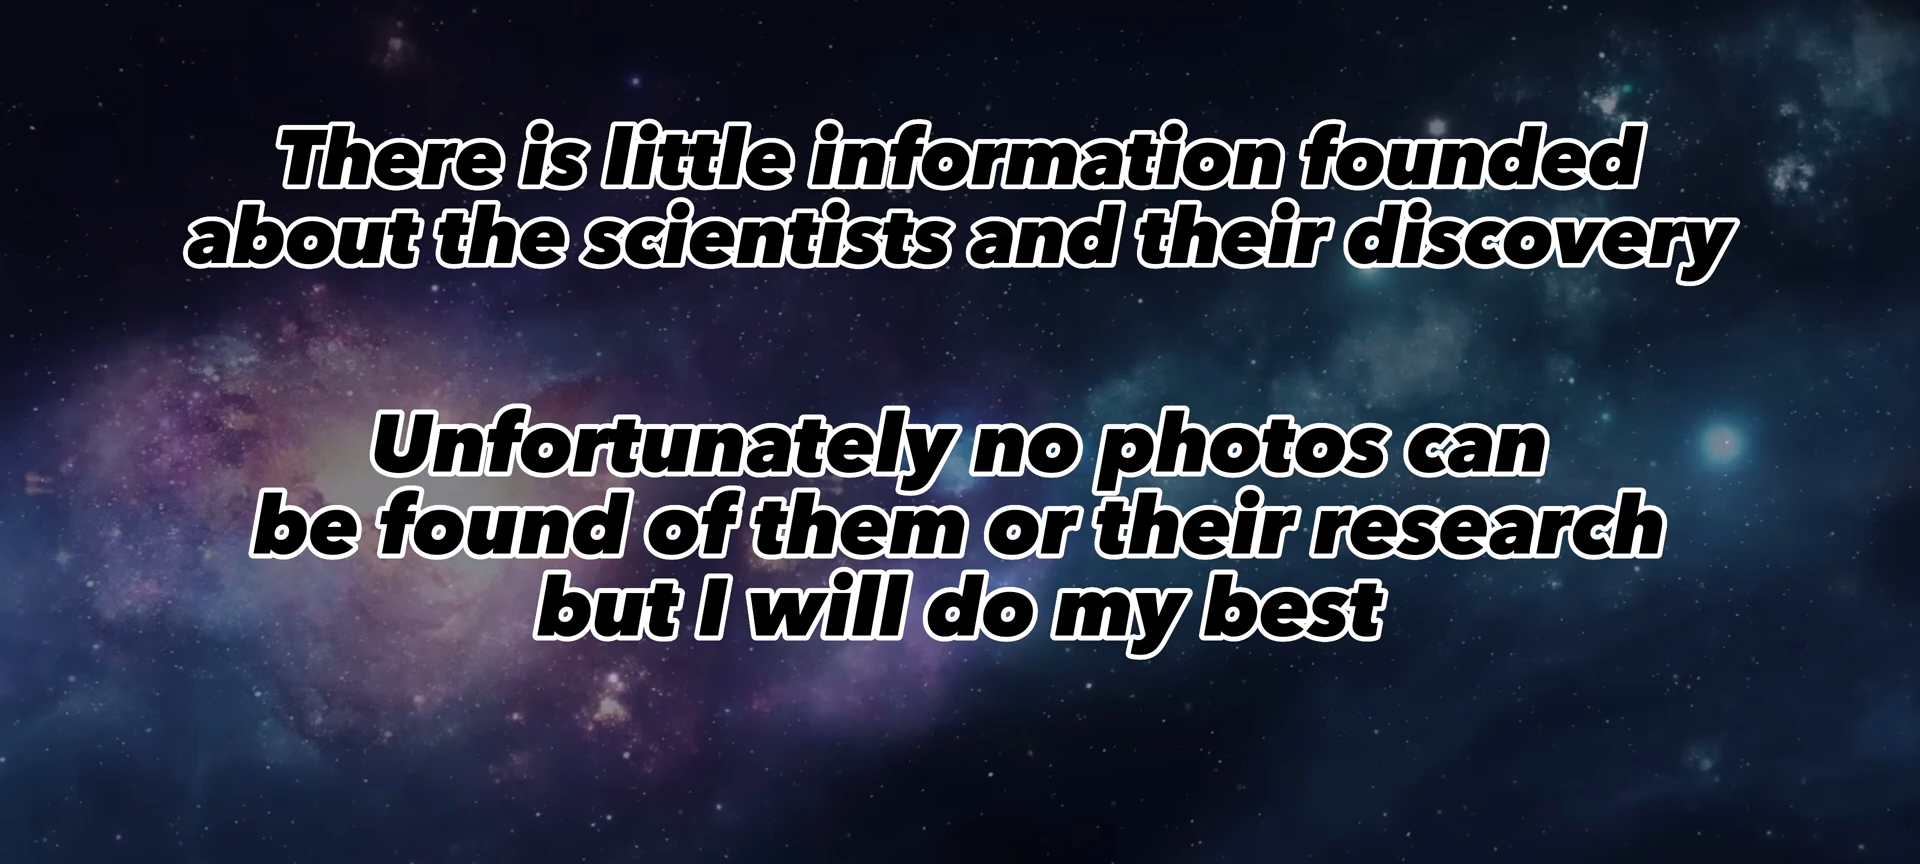 There is little information founded
about the scientists and their discovery
Unfortunately no photos can
be found of them or their research
but I will do my best